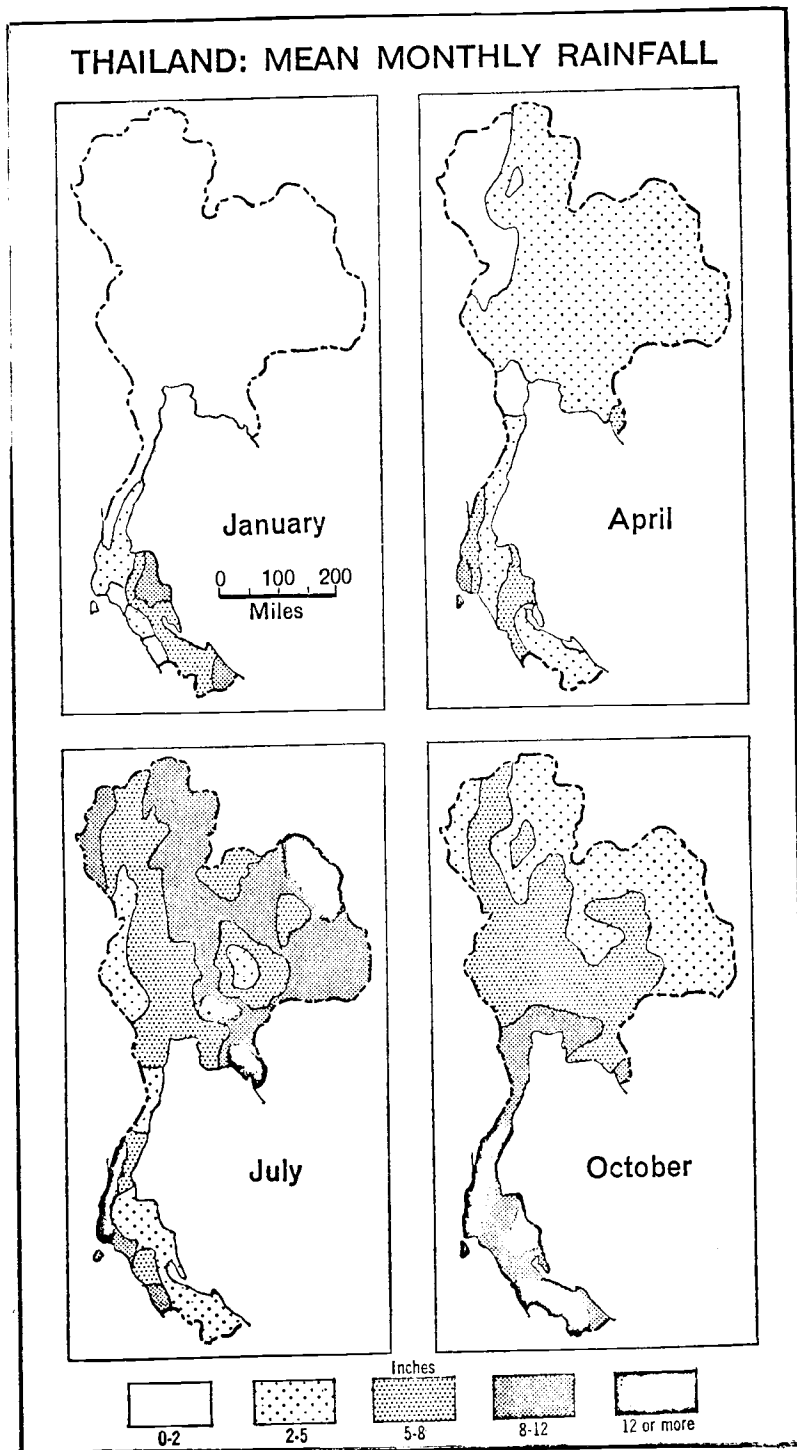 THAILAND: MEAN MONTHLY RAINFALL
January
0 100 200
Miles
April
July
October
Inches
0-2
2-5
5-8
8-12
12 or more